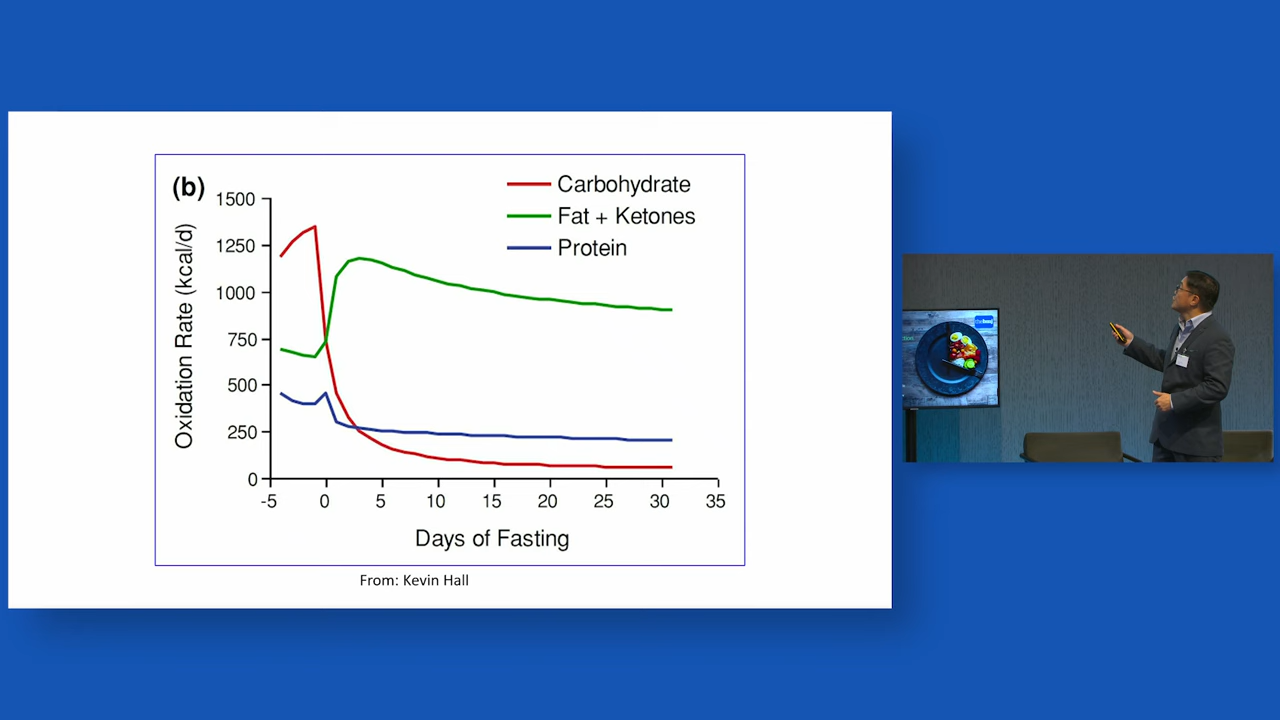 (b)
Carbohydrate
Fat + Ketones
Protein
Oxidation Rate (kcal/d)
1500
1250
1000
750
500
250
0
-5 0 5 10 15 20 25 30 35
Days of Fasting
From: Kevin Hall